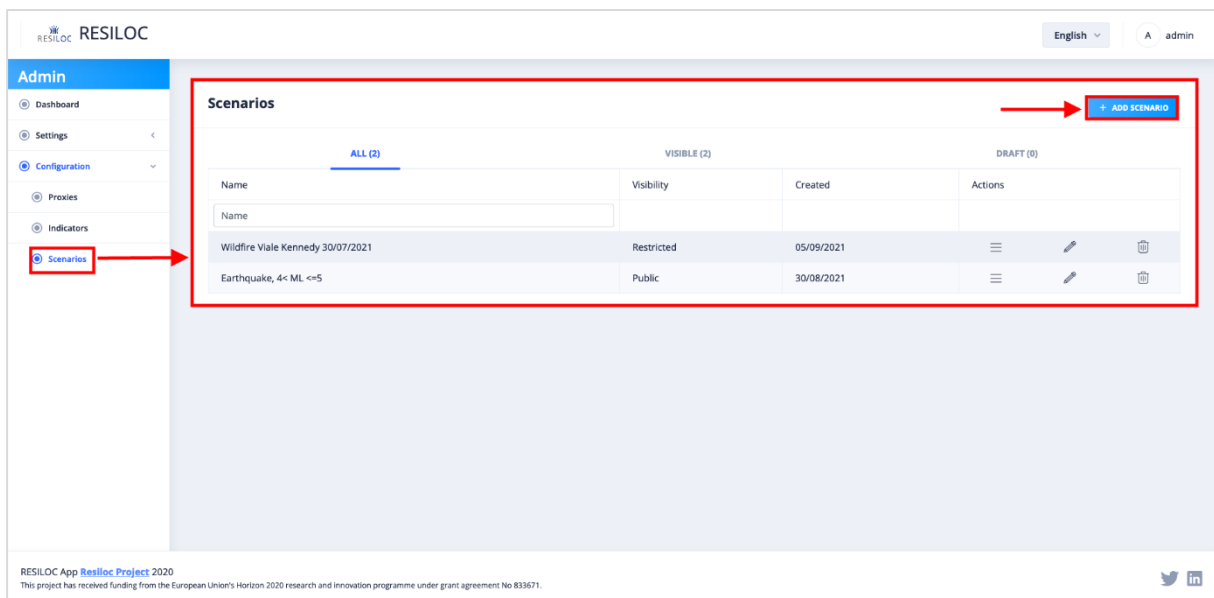 RESILOC RESILOC
English
A admin
Admin
Dashboard
Settings
Configuration
Proxies
Indicators
Scenarios
Scenarios
+ ADD SCENARIO
ALL (2) VISIBLE (2) DRAFT (0)
Name Visibility Created Actions
Name
Wildfire Viale Kennedy 30/07/2021 Restricted 05/09/2021
Earthquake, 4< ML <=5 Public 30/08/2021
RESILOC App Resiloc Project 2020
This project has received funding from the European Union's Horizon 2020 research and innovation programme under grant agreement No 833671.